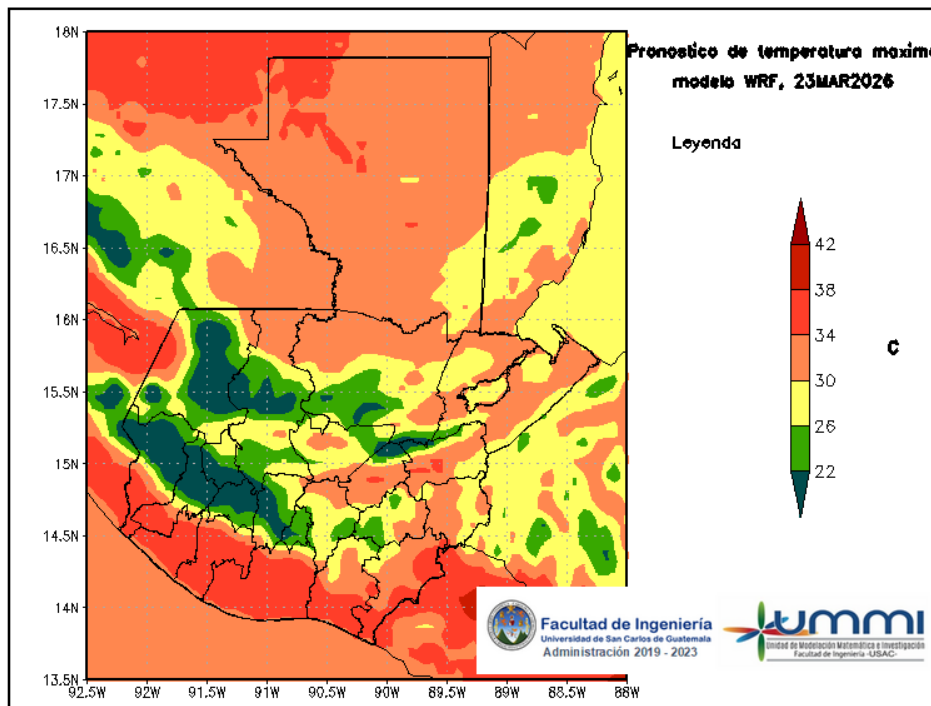 Pronostico de temperatura maxima
modelo WRF, 23MAR2026
Leyenda
42
38
34
30
26
22
C
18N
17.5N
17N
16.5N
16N
15.5N
15N
14.5N
14N
13.5N
92.5W
92W
91.5W
91W
90.5W
90W
89.5W
89W
88.5W
88W
Facultad de Ingeniería
Universidad de San Carlos de Guatemala
Administración 2019 - 2023
ummi
Unidad de Modelación Matemática e Investigación
Facultad de Ingeniería -USAC-